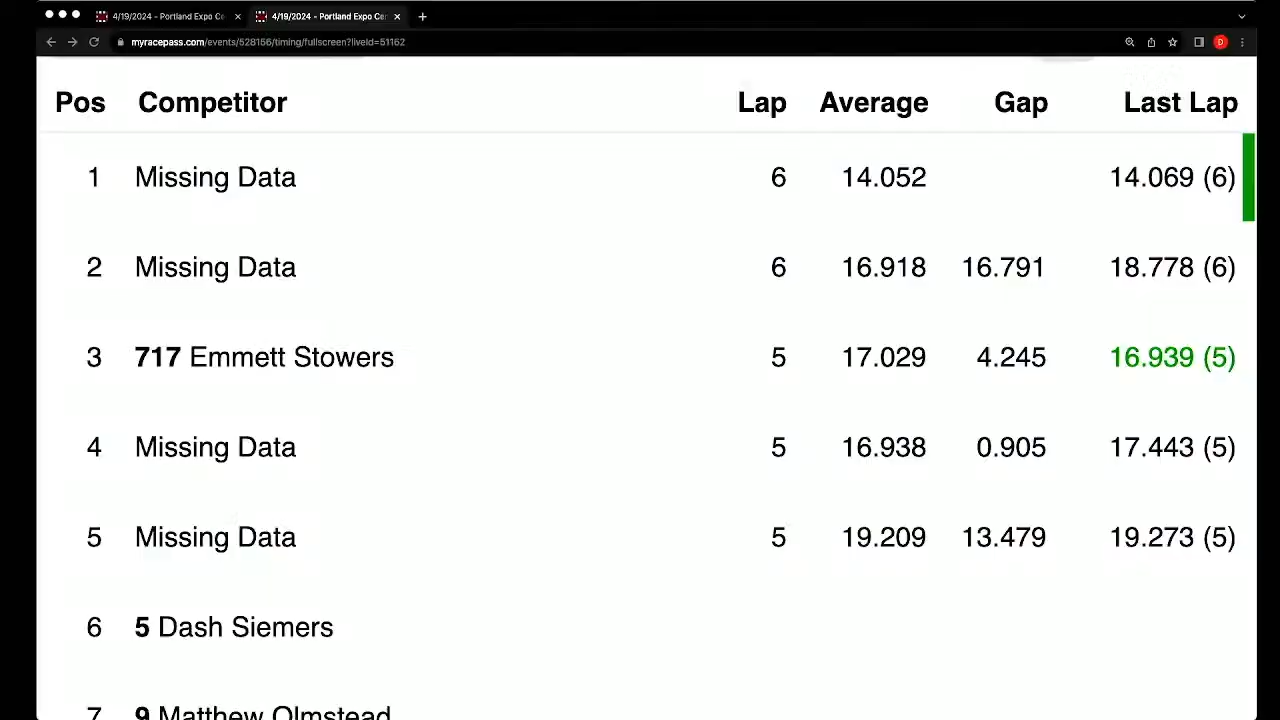 4/19/2024 - Portland Expo Ce
4/19/2024 - Portland Expo Cer
myracepass.com/events/528156/timing/fullscreen?liveId=51162
D
Pos Competitor Lap Average Gap Last Lap
1 Missing Data 6 14.052 14.069 (6)
2 Missing Data 6 16.918 16.791 18.778 (6)
3 717 Emmett Stowers 5 17.029 4.245 16.939 (5)
4 Missing Data 5 16.938 0.905 17.443 (5)
5 Missing Data 5 19.209 13.479 19.273 (5)
6 5 Dash Siemers
7 9 Matthew Olmstead